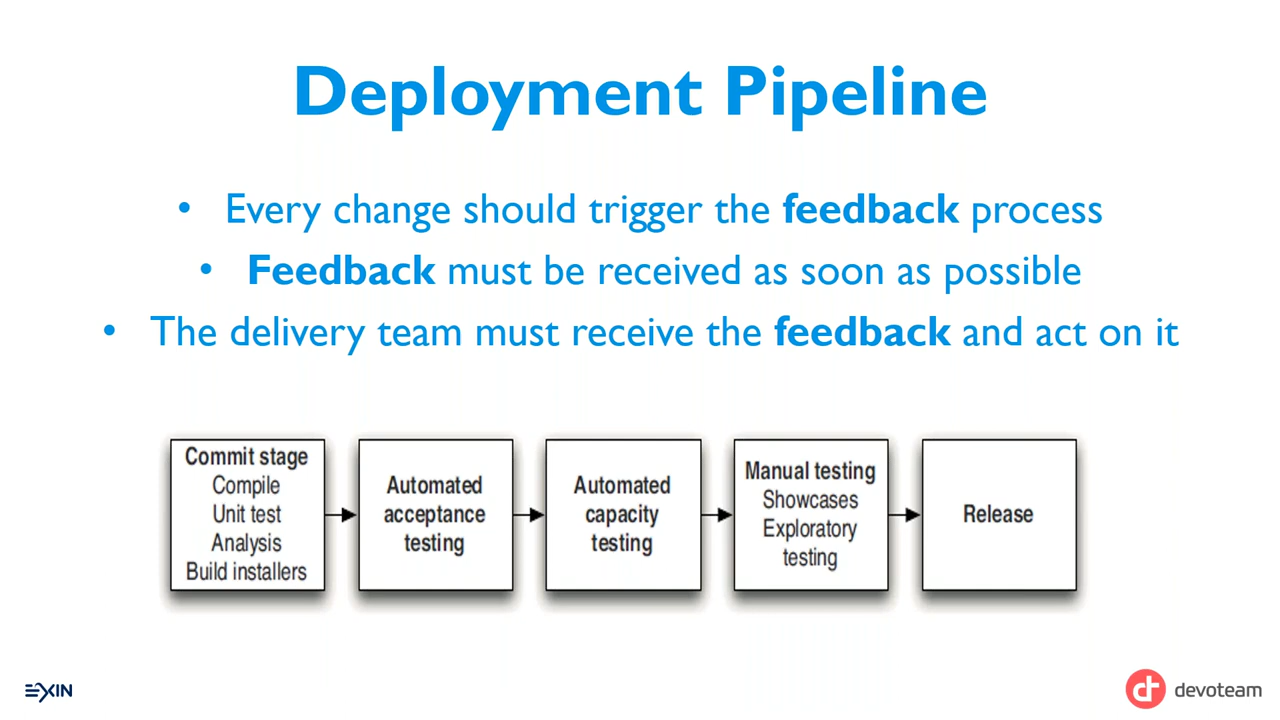 Deployment Pipeline
• Every change should trigger the feedback process
• Feedback must be received as soon as possible
• The delivery team must receive the feedback and act on it
Commit stage
Compile
Unit test
Analysis
Build installers
Automated
acceptance
testing
Automated
capacity
testing
Manual testing
Showcases
Exploratory
testing
Release
EXIN
devoteam